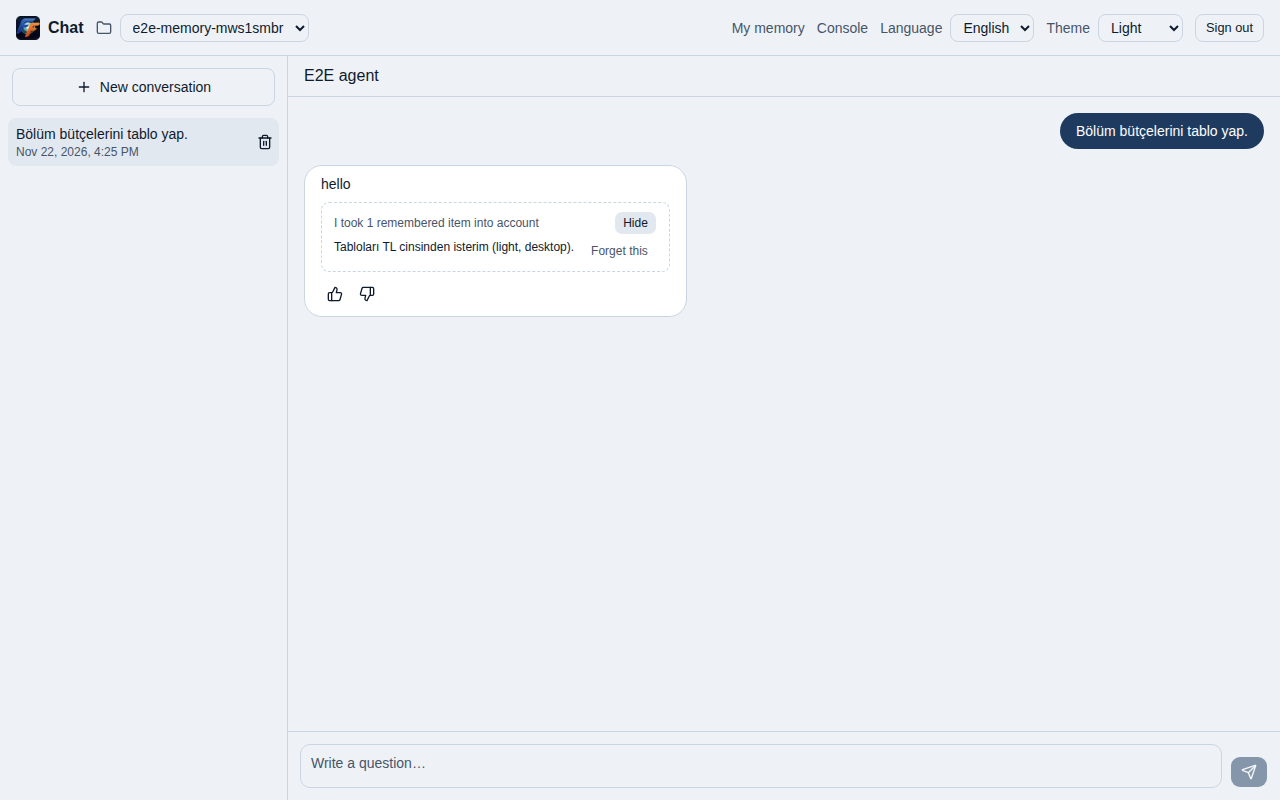 Chat
e2e-memory-mws1smbr
My memory
Console
Language
English
Theme
Light
Sign out
New conversation
E2E agent
Bölüm bütçelerini tablo yap.
Nov 22, 2026, 4:25 PM
Bölüm bütçelerini tablo yap.
hello
I took 1 remembered item into account
Hide
Tabloları TL cinsinden isterim (light, desktop).
Forget this
Write a question…